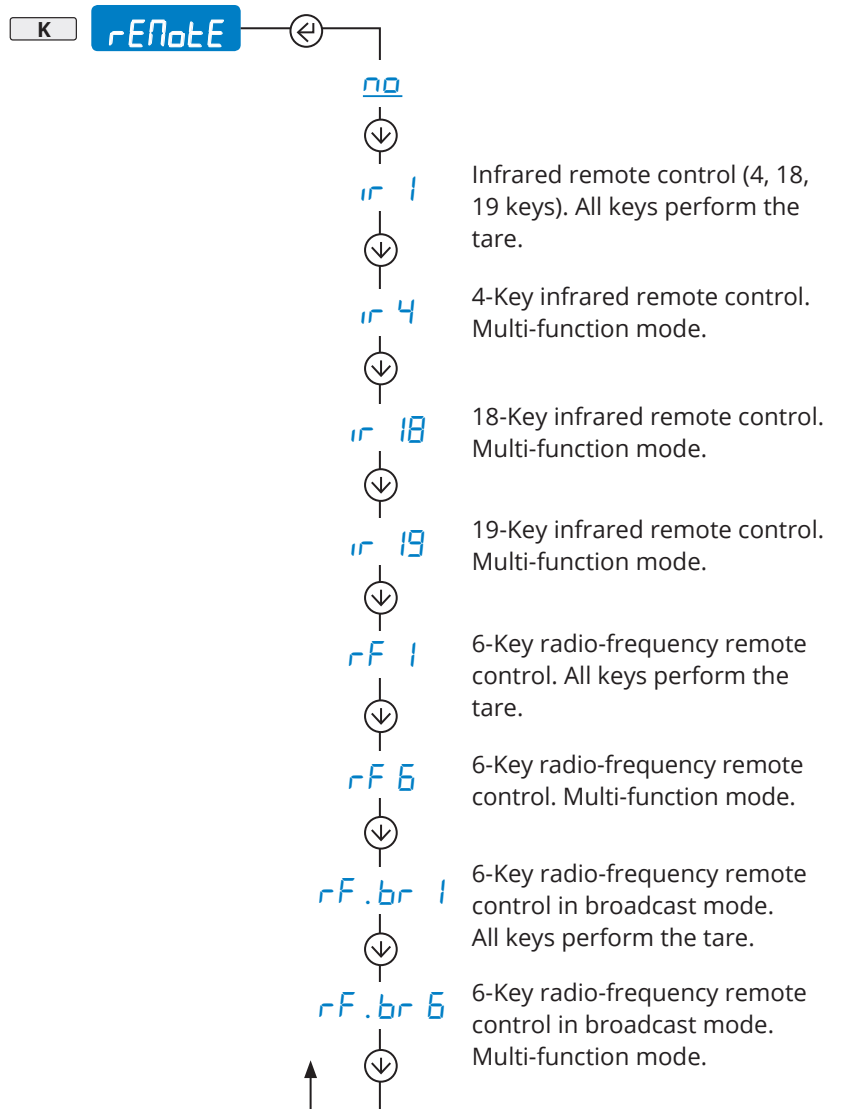 K rEMotE
no
ir 1
Infrared remote control (4, 18,
19 keys). All keys perform the
tare.
ir 4
4-Key infrared remote control.
Multi-function mode.
ir 18
18-Key infrared remote control.
Multi-function mode.
ir 19
19-Key infrared remote control.
Multi-function mode.
rF 1
6-Key radio-frequency remote
control. All keys perform the
tare.
rF 6
6-Key radio-frequency remote
control. Multi-function mode.
rF.br 1
6-Key radio-frequency remote
control in broadcast mode.
All keys perform the tare.
rF.br 6
6-Key radio-frequency remote
control in broadcast mode.
Multi-function mode.